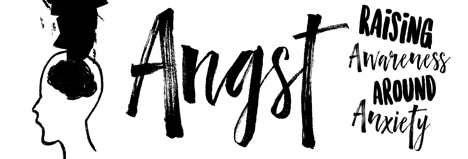 Angst
RAiSiNG
Awareness
AROUND
Anxiety